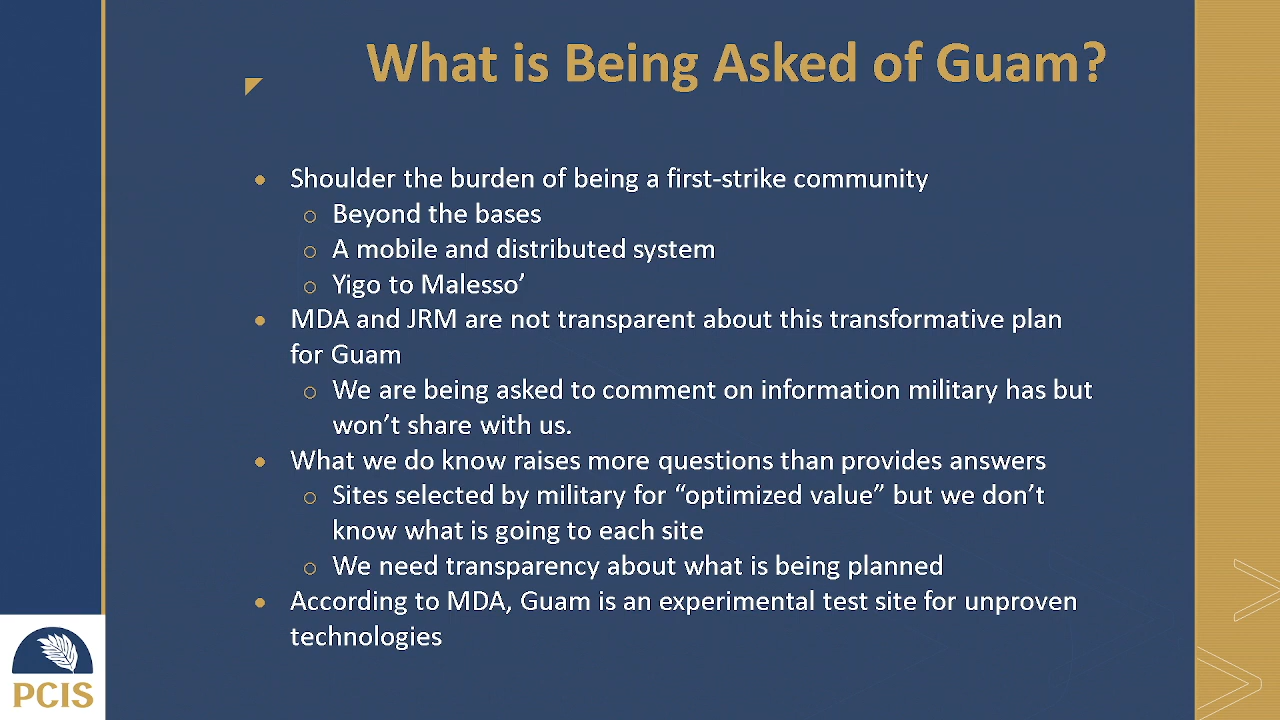 What is Being Asked of Guam?
• Shoulder the burden of being a first-strike community
o Beyond the bases
o A mobile and distributed system
o Yigo to Malesso’
• MDA and JRM are not transparent about this transformative plan
for Guam
o We are being asked to comment on information military has but
won’t share with us.
• What we do know raises more questions than provides answers
o Sites selected by military for “optimized value” but we don’t
know what is going to each site
o We need transparency about what is being planned
• According to MDA, Guam is an experimental test site for unproven
technologies
PCIS